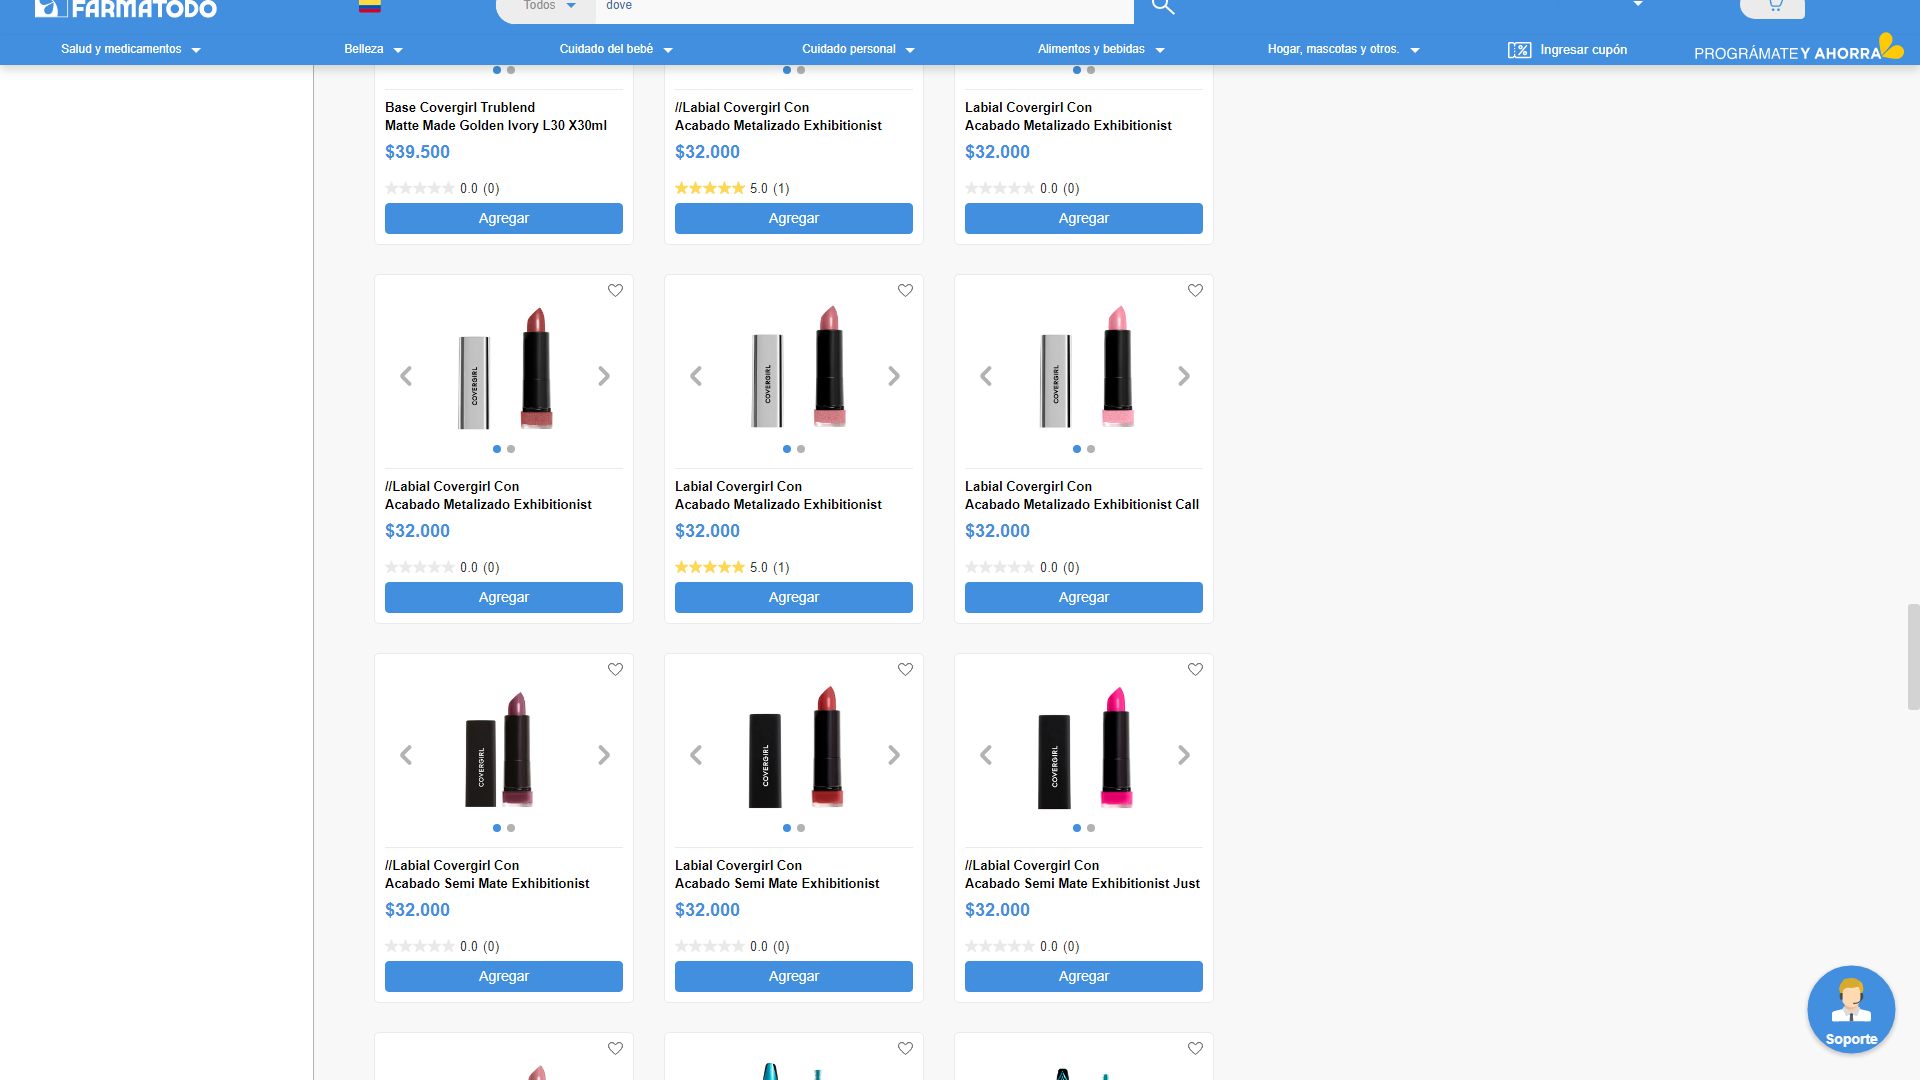 FARMATODO
Todos
dove
Salud y medicamentos
Belleza
Cuidado del bebé
Cuidado personal
Alimentos y bebidas
Hogar, mascotas y otros.
Ingresar cupón
PROGRÁMATE Y AHORRA
Base Covergirl Trublend
Matte Made Golden Ivory L30 X30ml
$39.500
0.0 (0)
Agregar
//Labial Covergirl Con
Acabado Metalizado Exhibitionist
$32.000
5.0 (1)
Agregar
Labial Covergirl Con
Acabado Metalizado Exhibitionist
$32.000
0.0 (0)
Agregar
COVERGIRL
//Labial Covergirl Con
Acabado Metalizado Exhibitionist
$32.000
0.0 (0)
Agregar
COVERGIRL
Labial Covergirl Con
Acabado Metalizado Exhibitionist
$32.000
5.0 (1)
Agregar
COVERGIRL
Labial Covergirl Con
Acabado Metalizado Exhibitionist Call
$32.000
0.0 (0)
Agregar
COVERGIRL
//Labial Covergirl Con
Acabado Semi Mate Exhibitionist
$32.000
0.0 (0)
Agregar
COVERGIRL
Labial Covergirl Con
Acabado Semi Mate Exhibitionist
$32.000
0.0 (0)
Agregar
COVERGIRL
//Labial Covergirl Con
Acabado Semi Mate Exhibitionist Just
$32.000
0.0 (0)
Agregar
Soporte